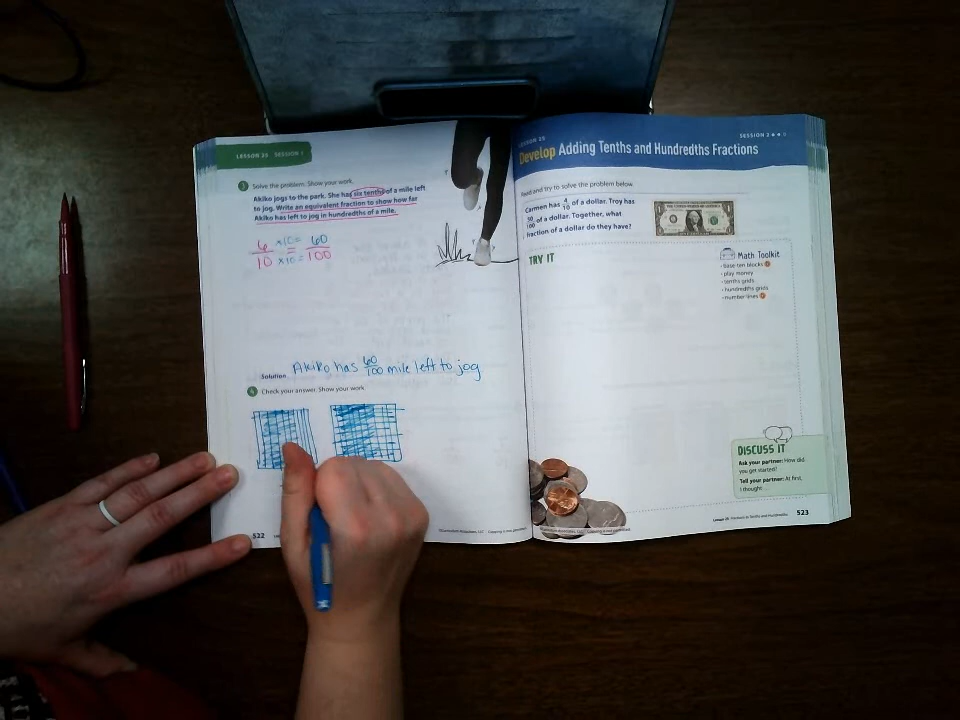 LESSON 25 SESSION 1
3 Solve the problem. Show your work.
Akiko jogs to the park. She has six tenths of a mile left
to jog. Write an equivalent fraction to show how far
Akiko has left to jog in hundredths of a mile.
6/10 ×10= / ×10= 60/100
Solution Akiko has 60/100 mile left to jog
4 Check your answer. Show your work.
522
LESSON 25
SESSION 2
Develop Adding Tenths and Hundredths Fractions
Read and try to solve the problem below.
Carmen has 4/10 of a dollar. Troy has
30/100 of a dollar. Together, what
fraction of a dollar do they have?
TRY IT
Math Toolkit
• base-ten blocks
• play money
• tenths grids
• hundredths grids
• number lines
DISCUSS IT
Ask your partner: How did
you get started?
Tell your partner: At first,
I thought...
523